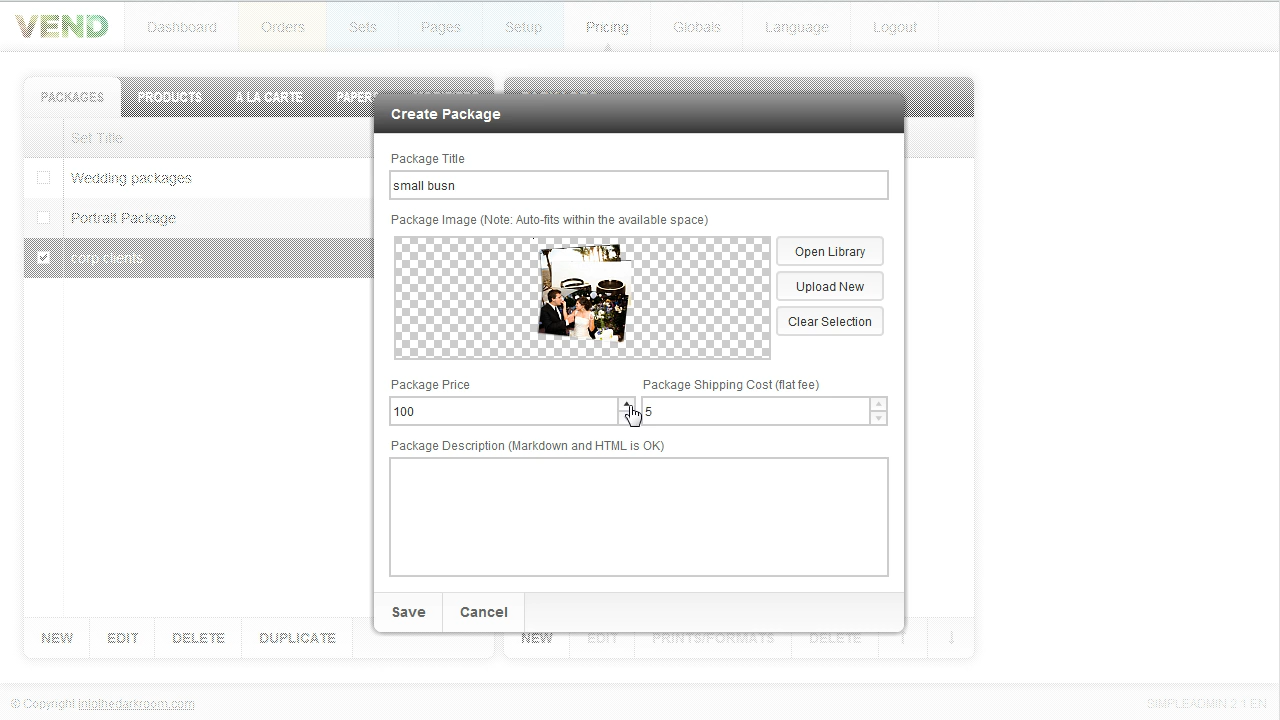 VEND Dashboard Orders Sets Pages Setup Pricing Globals Language Logout
PACKAGES PRODUCTS A LA CARTE
Create Package
Set Title
Package Title
Wedding packages
small busn
Portrait Package
Package Image (Note: Auto-fits within the available space)
Open Library
corp clients
Upload New
Clear Selection
Package Price Package Shipping Cost (flat fee)
100 5
Package Description (Markdown and HTML is OK)
Save Cancel
NEW EDIT DELETE DUPLICATE NEW EDIT PRINTS/FORMATS DELETE ↑ ↓
© Copyright SIMPLEADMIN 2.1 EN